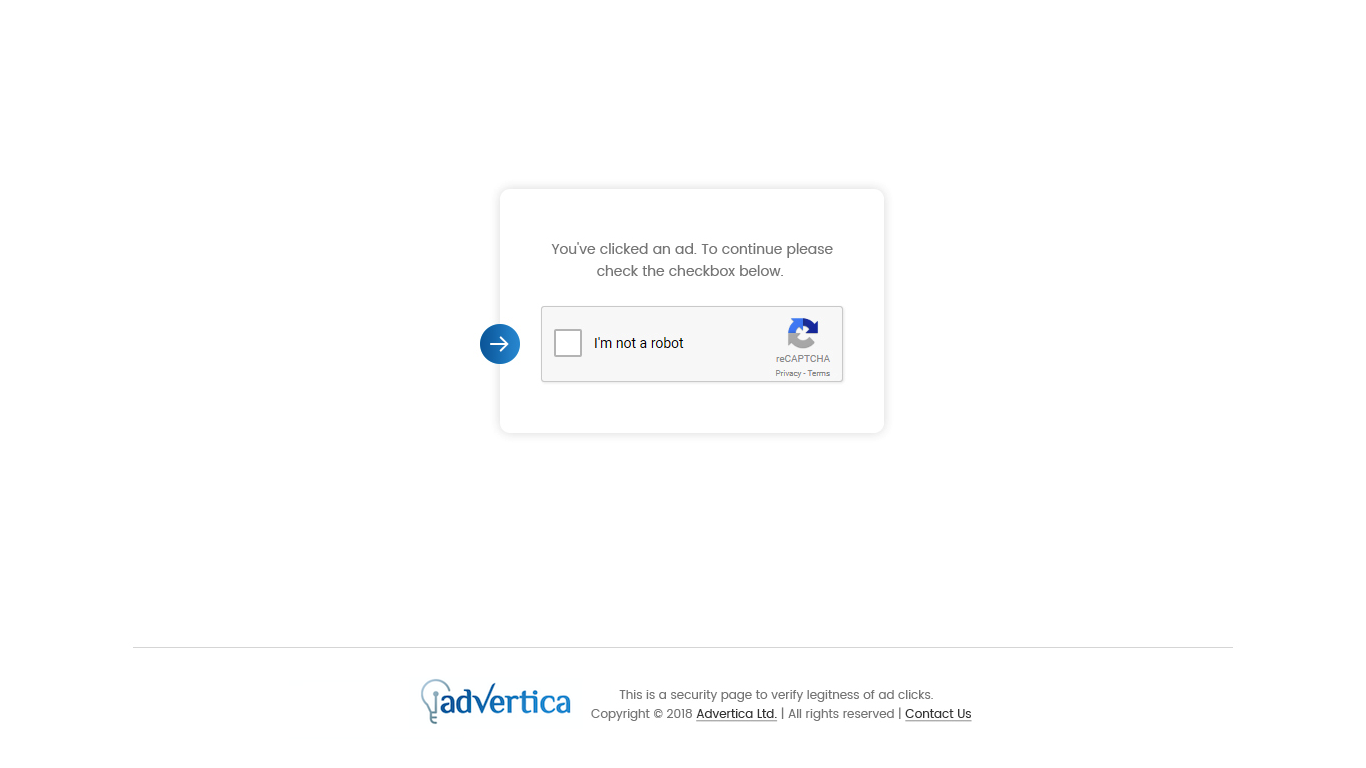 You've clicked an ad. To continue please
check the checkbox below.
I'm not a robot
reCAPTCHA
Privacy - Terms
advertica
This is a security page to verify legitness of ad clicks.
Copyright © 2018 Advertica Ltd. | All rights reserved | Contact Us